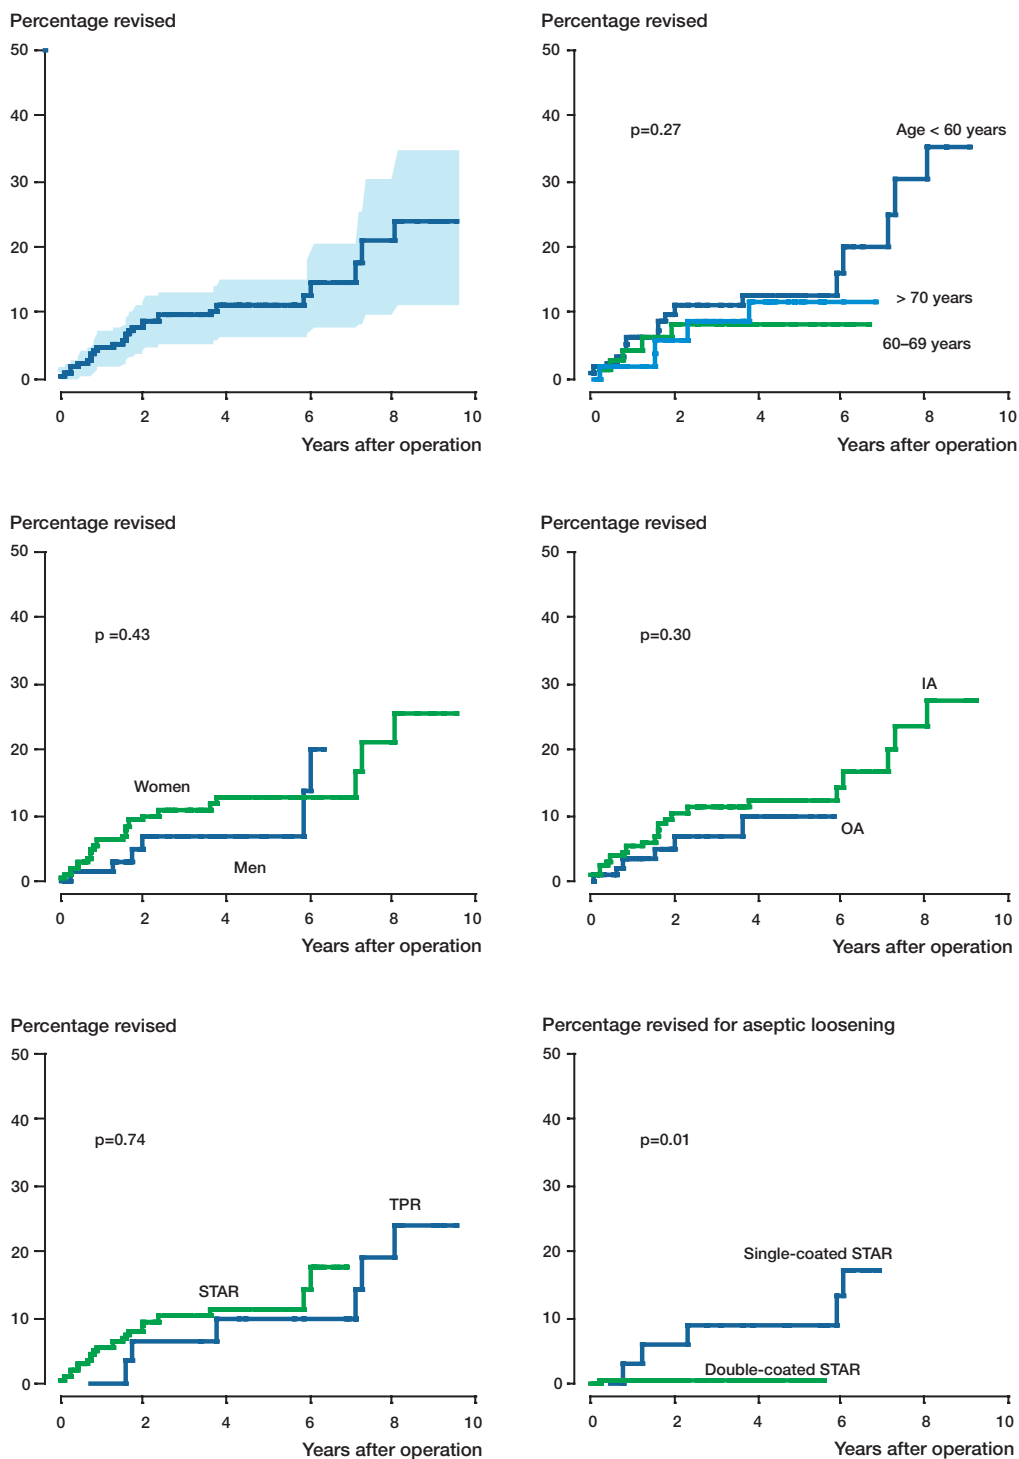 Percentage revised
50
40
30
20
10
0
0 2 4 6 8 10
Years after operation
Percentage revised
50
40
30
20
10
0
p=0.27
Age < 60 years
> 70 years
60–69 years
0 2 4 6 8 10
Years after operation
Percentage revised
50
40
30
20
10
0
p =0.43
Women
Men
0 2 4 6 8 10
Years after operation
Percentage revised
50
40
30
20
10
0
p=0.30
IA
OA
0 2 4 6 8 10
Years after operation
Percentage revised
50
40
30
20
10
0
p=0.74
TPR
STAR
0 2 4 6 8 10
Years after operation
Percentage revised for aseptic loosening
50
40
30
20
10
0
p=0.01
Single-coated STAR
Double-coated STAR
0 2 4 6 8 10
Years after operation